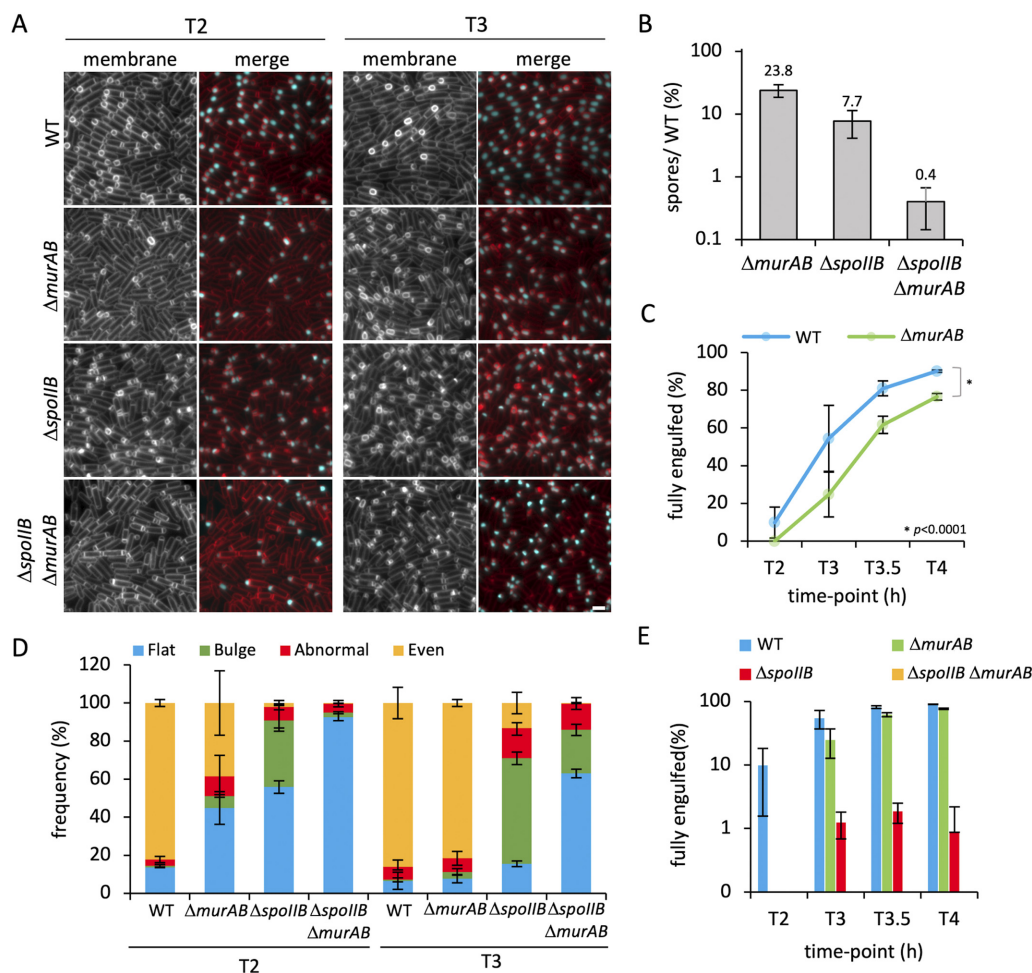 A
T2
T3
membrane
merge
membrane
merge
WT
ΔmurAB
ΔspoIIB
ΔspoIIB
ΔmurAB
B
spores/ WT (%)
100
10
1
0.1
23.8
7.7
0.4
ΔmurAB
ΔspoIIB
ΔspoIIB
ΔmurAB
C
WT
ΔmurAB
fully engulfed (%)
100
80
60
40
20
0
*
* p<0.0001
T2
T3
T3.5
T4
time-point (h)
D
Flat
Bulge
Abnormal
Even
frequency (%)
120
100
80
60
40
20
0
WT
ΔmurAB
ΔspoIIB
ΔspoIIB
ΔmurAB
WT
ΔmurAB
ΔspoIIB
ΔspoIIB
ΔmurAB
T2
T3
E
WT
ΔmurAB
ΔspoIIB
ΔspoIIB ΔmurAB
fully engulfed(%)
100
10
1
0
T2
T3
T3.5
T4
time-point (h)